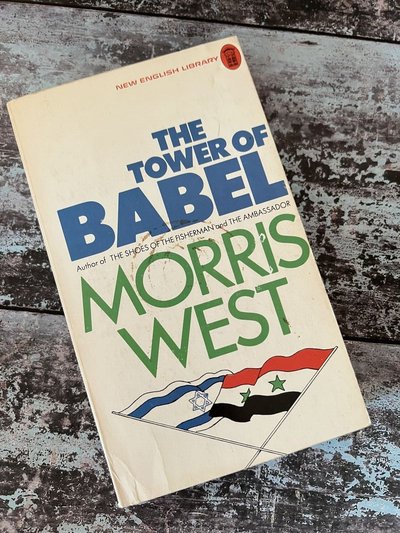 NEW ENGLISH LIBRARY
THE
TOWER OF
BABEL
Author of THE SHOES OF THE FISHERMAN and THE AMBASSADOR
MORRIS
WEST